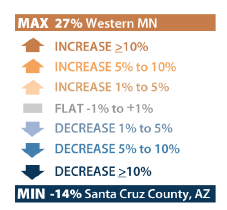 MAX 27% Western MN
INCREASE ≥10%
INCREASE 5% to 10%
INCREASE 1% to 5%
FLAT -1% to +1%
DECREASE 1% to 5%
DECREASE 5% to 10%
DECREASE ≥10%
MIN -14% Santa Cruz County, AZ